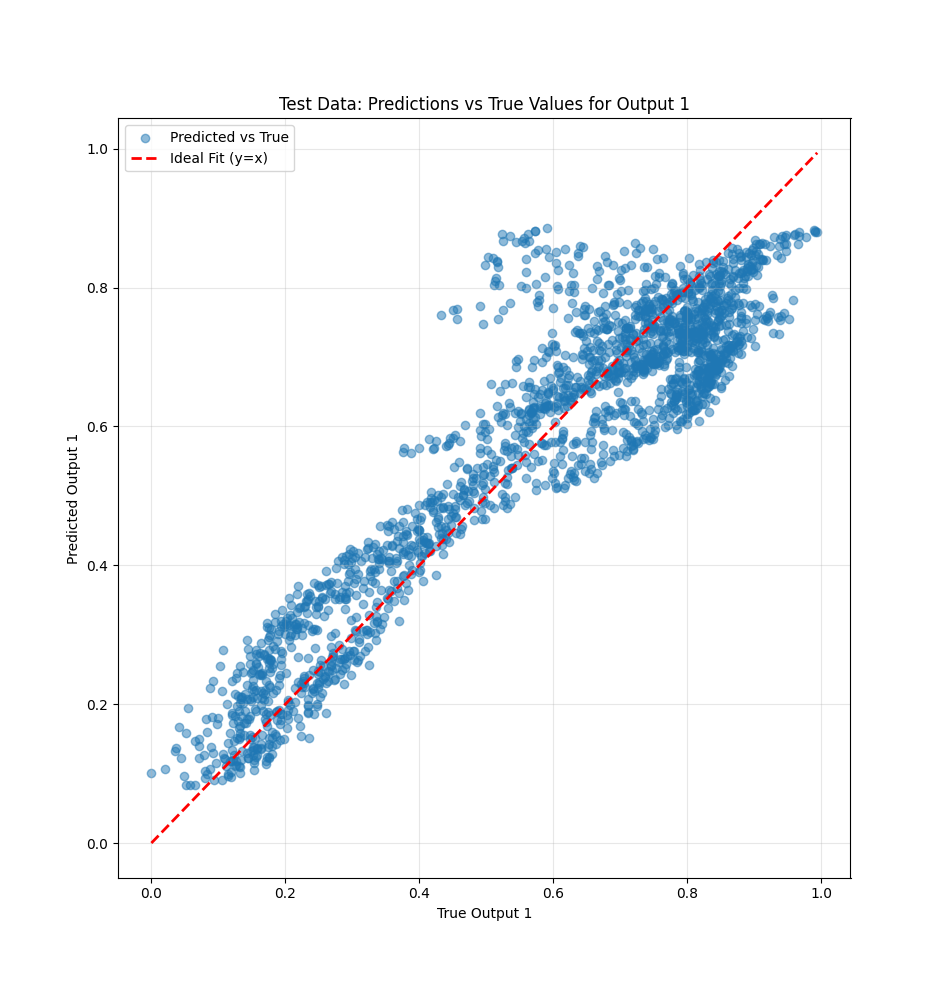 Test Data: Predictions vs True Values for Output 1
Predicted vs True
Ideal Fit (y=x)
1.0
0.8
0.6
0.4
0.2
0.0
Predicted Output 1
0.0 0.2 0.4 0.6 0.8 1.0
True Output 1